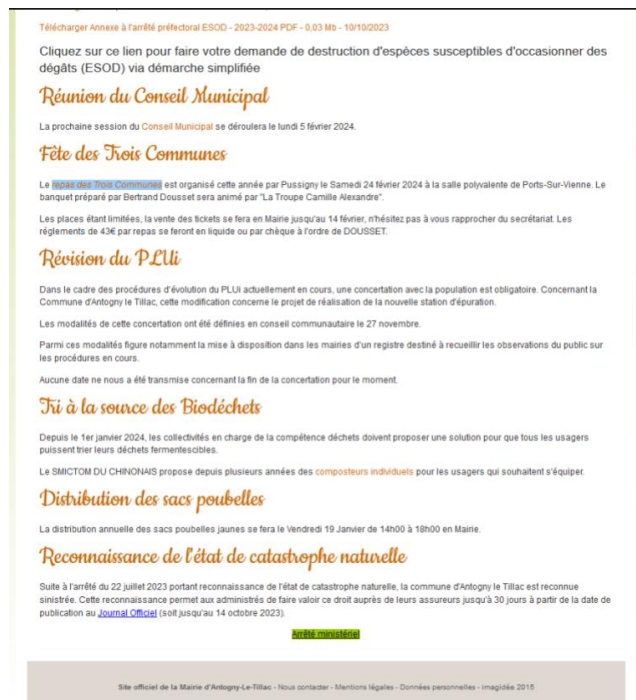 Télécharger Annexe à l'arrêté préfectoral ESOD - 2023-2024 PDF - 0,03 Mb - 10/10/2023
Cliquez sur ce lien pour faire votre demande de destruction d'espèces susceptibles d'occasionner des
dégâts (ESOD) via démarche simplifiée
Réunion du Conseil Municipal
La prochaine session du Conseil Municipal se déroulera le lundi 5 février 2024.
Fête des Trois Communes
Le repas des Trois Communes est organisé cette année par Pussigny le Samedi 24 février 2024 à la salle polyvalente de Ports-Sur-Vienne. Le
banquet préparé par Bertrand Dousset sera animé par "La Troupe Camille Alexandre".
Les places étant limitées, la vente des tickets se fera en Mairie jusqu'au 14 février, n'hésitez pas à vous rapprocher du secrétariat. Les
réglements de 43€ par repas se feront en liquide ou par chèque à l'ordre de DOUSSET.
Révision du PLUi
Dans le cadre des procédures d'évolution du PLUi actuellement en cours, une concertation avec la population est obligatoire. Concernant la
Commune d'Antogny le Tillac, cette modification concerne le projet de réalisation de la nouvelle station d'épuration.
Les modalités de cette concertation ont été définies en conseil communautaire le 27 novembre.
Parmi ces modalités figure notamment la mise à disposition dans les mairies d'un registre destiné à recueillir les observations du public sur
les procédures en cours.
Aucune date ne nous a été transmise concernant la fin de la concertation pour le moment.
Tri à la source des Biodéchets
Depuis le 1er janvier 2024, les collectivités en charge de la compétence déchets doivent proposer une solution pour que tous les usagers
puissent trier leurs déchets fermentescibles.
Le SMICTOM DU CHINONAIS propose depuis plusieurs années des composteurs individuels pour les usagers qui souhaitent s'équiper.
Distribution des sacs poubelles
La distribution annuelle des sacs poubelles jaunes se fera le Vendredi 19 Janvier de 14h00 à 18h00 en Mairie.
Reconnaissance de l'état de catastrophe naturelle
Suite à l'arrêté du 22 juillet 2023 portant reconnaissance de l'état de catastrophe naturelle, la commune d'Antogny le Tillac est reconnue
sinistrée. Cette reconnaissance permet aux administrés de faire valoir ce droit auprès de leurs assureurs jusqu'à 30 jours à partir de la date de
publication au Journal Officiel (soit jusqu'au 14 octobre 2023).
Arrêté ministériel
Site officiel de la Mairie d'Antogny-Le-Tillac - Nous contacter - Mentions légales - Données personnelles - imagidée 2015